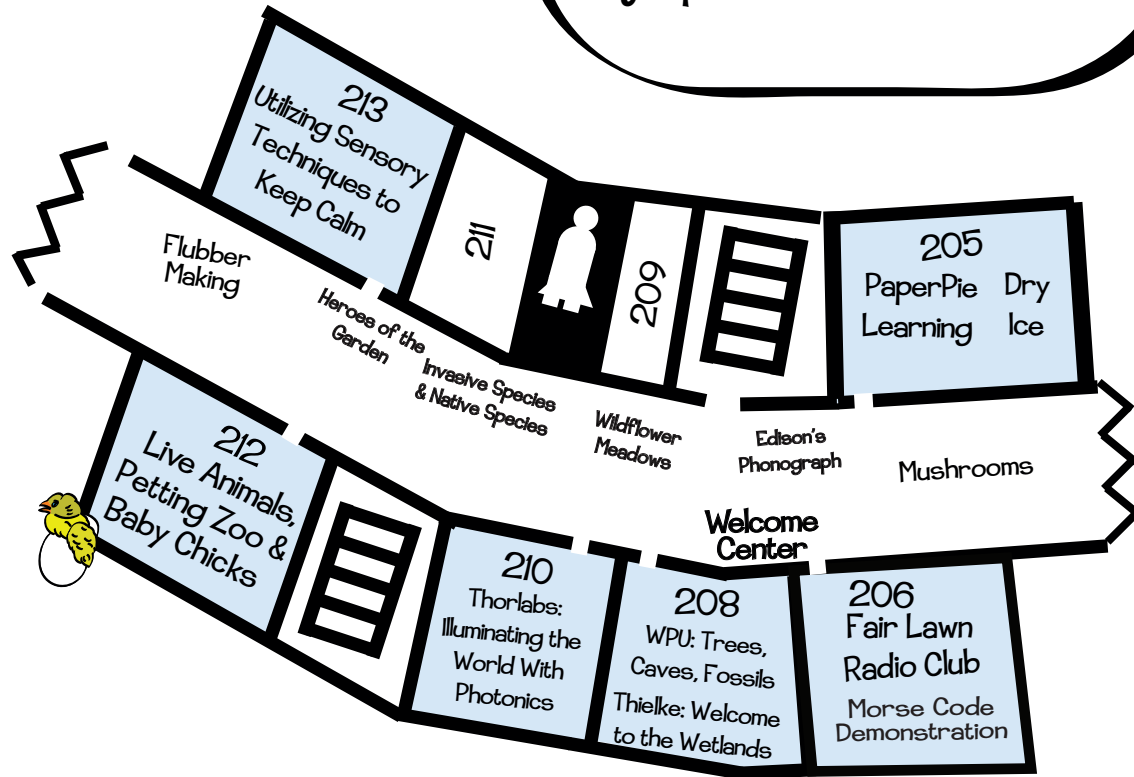 213
Utilizing Sensory
Techniques to
Keep Calm
211
209
205
PaperPie
Learning
Dry
Ice
Flubber
Making
Heroes of the
Garden
Invasive Species
& Native Species
Wildflower
Meadows
Edison's
Phonograph
Mushrooms
Welcome
Center
212
Live Animals,
Petting Zoo &
Baby Chicks
210
Thorlabs:
Illuminating the
World With
Photonics
208
WPU: Trees,
Caves, Fossils
Thielke: Welcome
to the Wetlands
206
Fair Lawn
Radio Club
Morse Code
Demonstration